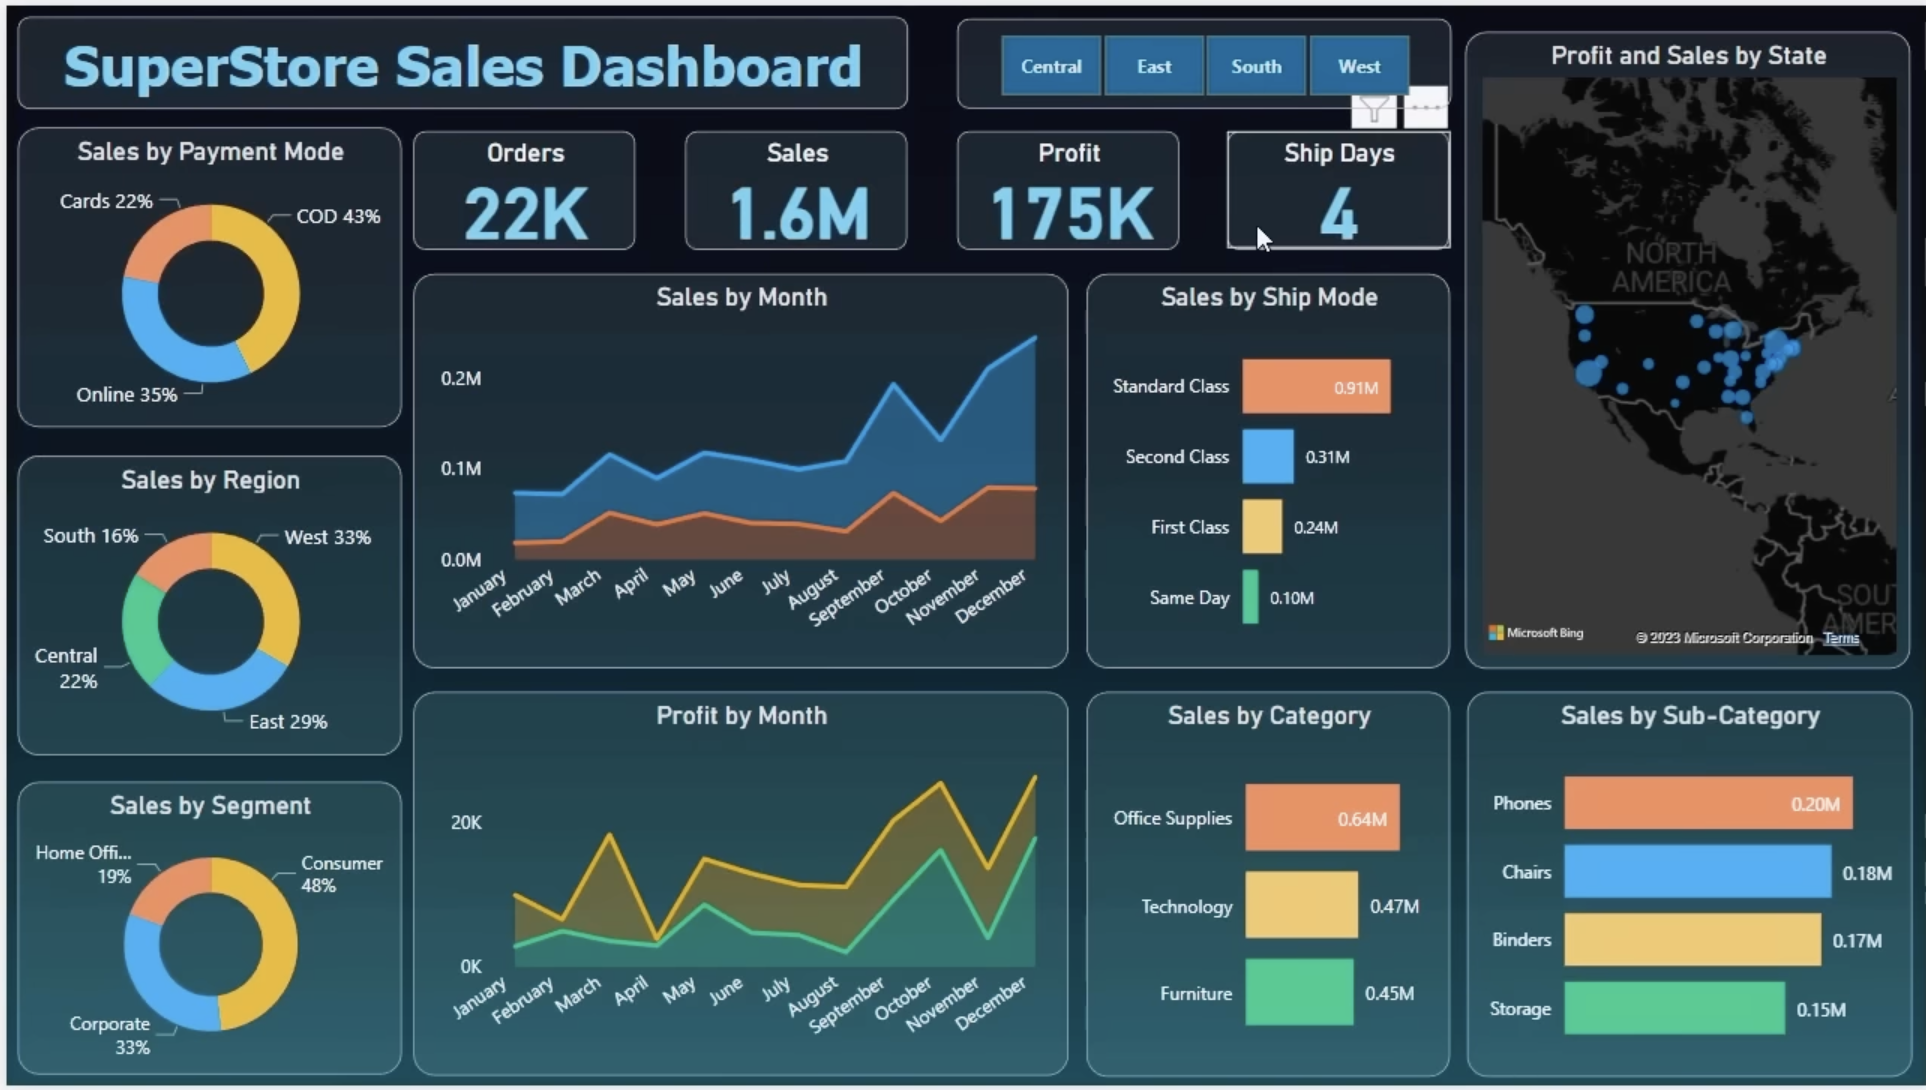 SuperStore Sales Dashboard
Central
East
South
West
Profit and Sales by State
Sales by Payment Mode
Cards 22%
COD 43%
Online 35%
Orders
22K
Sales
1.6M
Profit
175K
Ship Days
4
NORTH
AMERICA
Microsoft Bing
© 2023 Microsoft Corporation
Terms
Sales by Month
0.2M
0.1M
0.0M
January
February
March
April
May
June
July
August
September
October
November
December
Sales by Ship Mode
Standard Class
0.91M
Second Class
0.31M
First Class
0.24M
Same Day
0.10M
Sales by Region
South 16%
West 33%
Central
22%
East 29%
Profit by Month
20K
0K
January
February
March
April
May
June
July
August
September
October
November
December
Sales by Category
Office Supplies
0.64M
Technology
0.47M
Furniture
0.45M
Sales by Sub-Category
Phones
0.20M
Chairs
0.18M
Binders
0.17M
Storage
0.15M
Sales by Segment
Home Offi...
19%
Consumer
48%
Corporate
33%